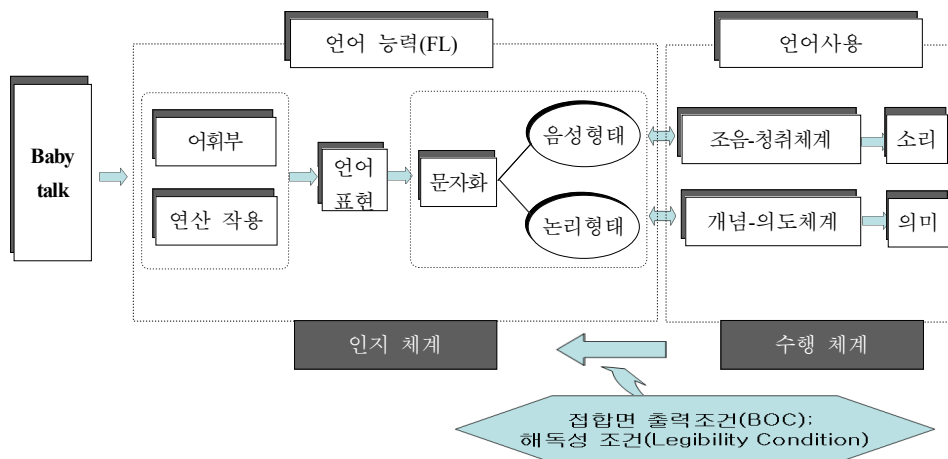 언어 능력(FL)
언어사용
Baby
talk
어휘부
연산 작용
언어
표현
문자화
음성형태
논리형태
조음-청취체계
소리
개념-의도체계
의미
인지 체계
수행 체계
접합면 출력조건(BOC);
해독성 조건(Legibility Condition)